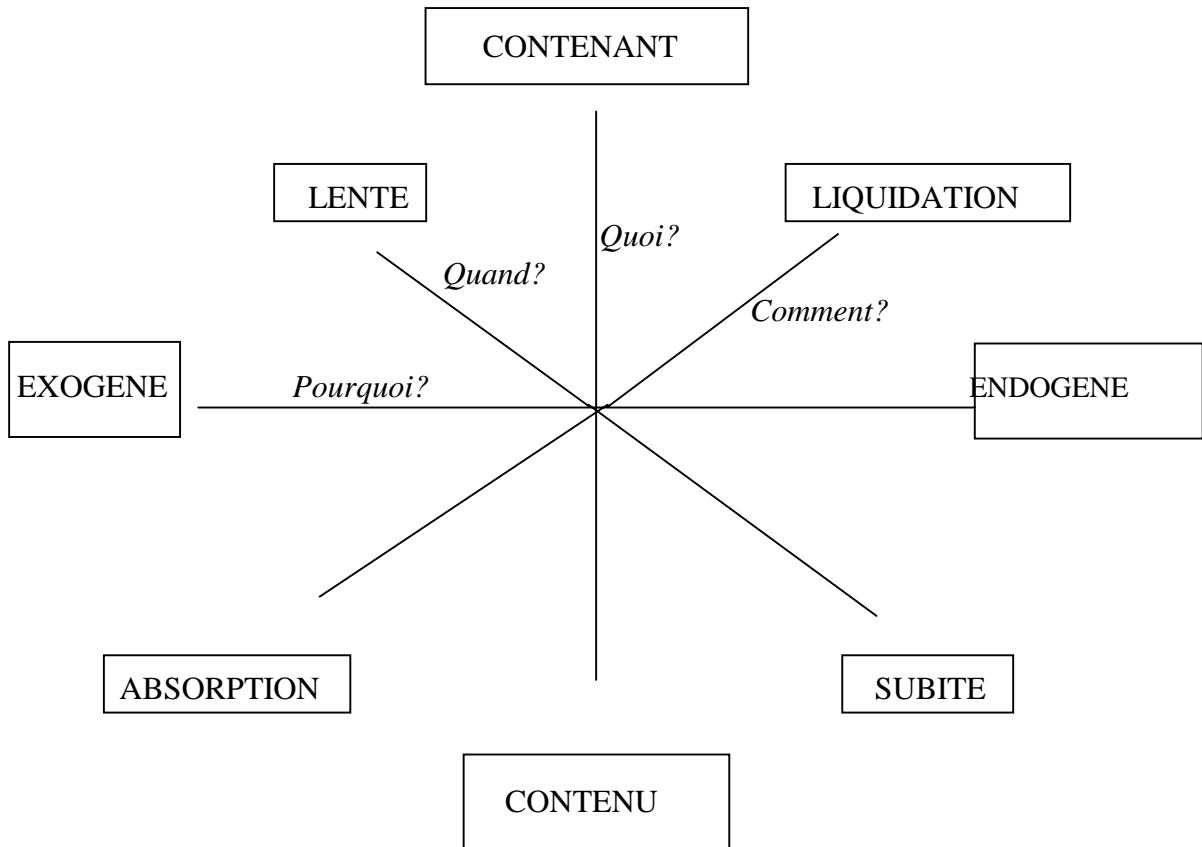 CONTENANT
LENTE
LIQUIDATION
Quoi?
Quand?
Comment?
EXOGENE
Pourquoi?
ENDOGENE
ABSORPTION
SUBITE
CONTENU